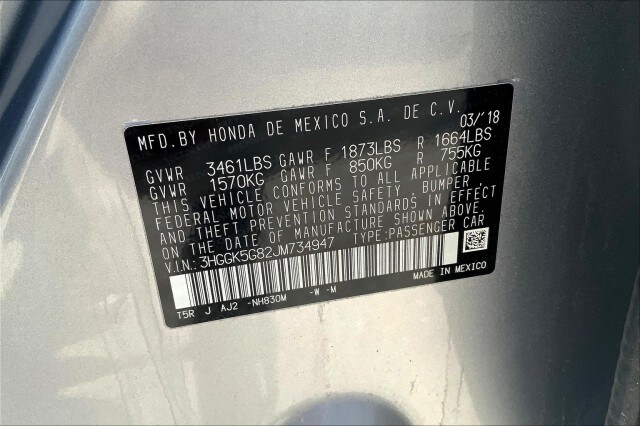 MFD. BY HONDA DE MEXICO S.A. DE C.V. 03/'18
GVWR 3461LBS GAWR F 1873LBS R 1664LBS
GVWR 1570KG GAWR F 850KG R 755KG
THIS VEHICLE CONFORMS TO ALL APPLICABLE
FEDERAL MOTOR VEHICLE SAFETY, BUMPER,
AND THEFT PREVENTION STANDARDS IN EFFECT
ON THE DATE OF MANUFACTURE SHOWN ABOVE.
V.I.N.: 3HGGK5G82JM734947 TYPE:PASSENGER CAR
T5R J AJ2 -NH830M -W -M MADE IN MEXICO